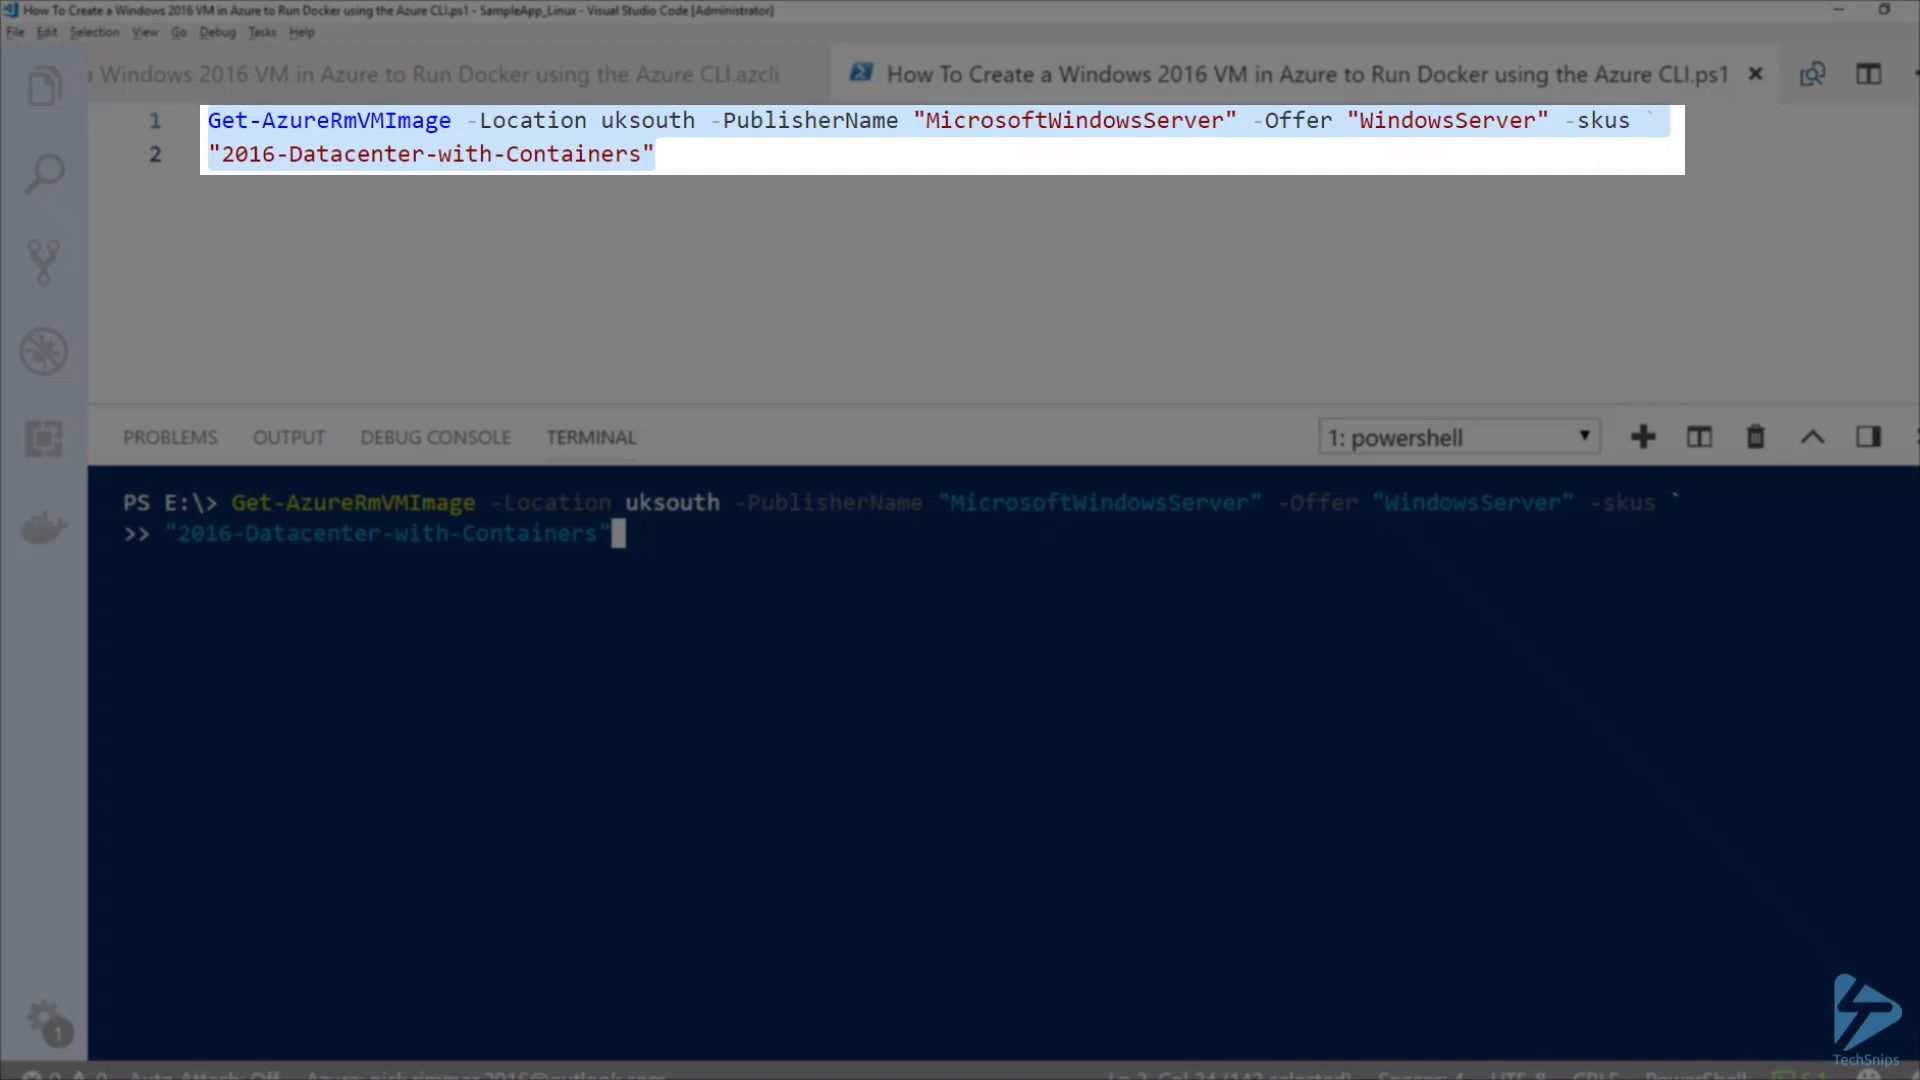 How To Create a Windows 2016 VM in Azure to Run Docker using the Azure CLI.ps1 - SampleApp_Linux - Visual Studio Code [Administrator]
File Edit Selection View Go Debug Tasks Help
Windows 2016 VM in Azure to Run Docker using the Azure CLI.azcli
How To Create a Windows 2016 VM in Azure to Run Docker using the Azure CLI.ps1
1 Get-AzureRmVMImage -Location uksouth -PublisherName "MicrosoftWindowsServer" -Offer "WindowsServer" -skus `
2 "2016-Datacenter-with-Containers"
PROBLEMS OUTPUT DEBUG CONSOLE TERMINAL 1: powershell
PS E:\> Get-AzureRmVMImage -Location uksouth -PublisherName "MicrosoftWindowsServer" -Offer "WindowsServer" -skus `
>> "2016-Datacenter-with-Containers"
1
TechSnips